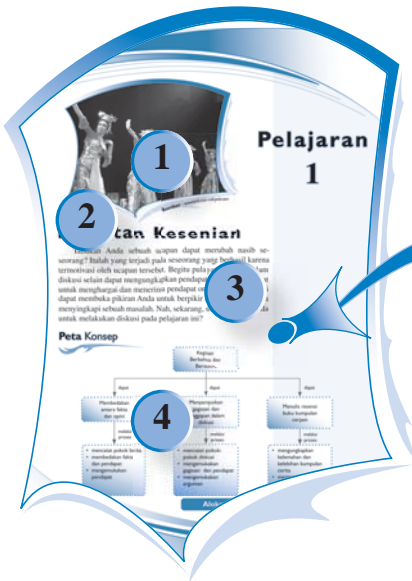 1
Pelajaran
1
2
tan Kesenian
Anda sebuah ucapan dapat merubah nasib se-
seorang? Itulah yang terjadi pada seseorang yang berhasil karena
termotivasi oleh ucapan tersebut. Begitu pula
diskusi selain dapat mengungkapkan pendapat
untuk menghargai dan menerima pendapat
dapat membuka pikiran Anda untuk berpikir
menyingkapi sebuah masalah. Nah, sekarang,
untuk melakukan diskusi pada pelajaran ini?
3
Peta Konsep
Kegiatan
Berbahasa dan
Bersastra
dapat
dapat
dapat
Membedakan
antara fakta
dan opini
4
Menyampaikan
gagasan dan
tanggapan dalam
diskusi
Menulis resensi
buku kumpulan
cerpen
melalui
proses
melalui
proses
melalui
proses
• mencatat pokok berita
• membedakan fakta
dan pendapat
• mengemukakan
pendapat
• mencatat pokok-
pokok diskusi
• mengemukakan
gagasan dan pendapat
• mengemukakan
argumen
• mengungkapkan
kelemahan dan
kelebihan kumpulan
cerita
Alok